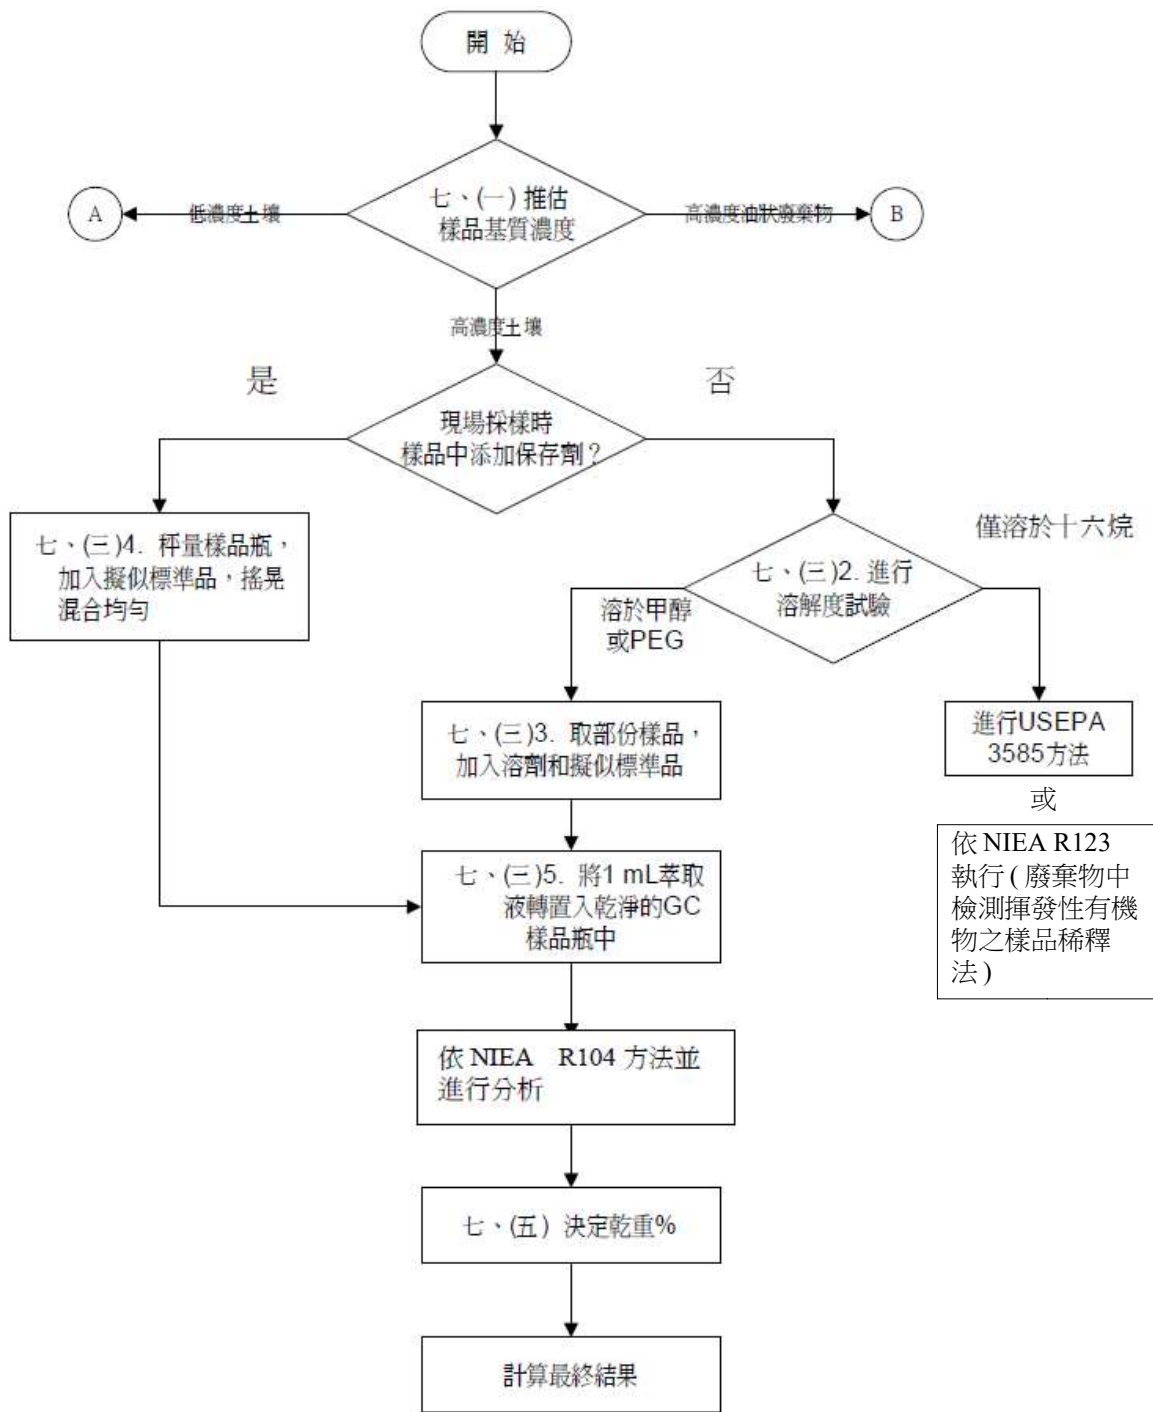 開 始
七、(一) 推估
樣品基質濃度
A
低濃度土壤
高濃度油狀廢棄物
B
高濃度土壤
是
否
現場採樣時
樣品中添加保存劑？
七、(三)4. 秤量樣品瓶，
加入擬似標準品，搖晃
混合均勻
七、(三)2. 進行
溶解度試驗
僅溶於十六烷
溶於甲醇
或PEG
七、(三)3. 取部份樣品，
加入溶劑和擬似標準品
進行USEPA
3585方法
或
依 NIEA R123
執行 ( 廢棄物中
檢測揮發性有機
物之樣品稀釋
法 )
七、(三)5. 將1 mL萃取
液轉置入乾淨的GC
樣品瓶中
依 NIEA R104 方法並
進行分析
七、(五) 決定乾重%
計算最終結果